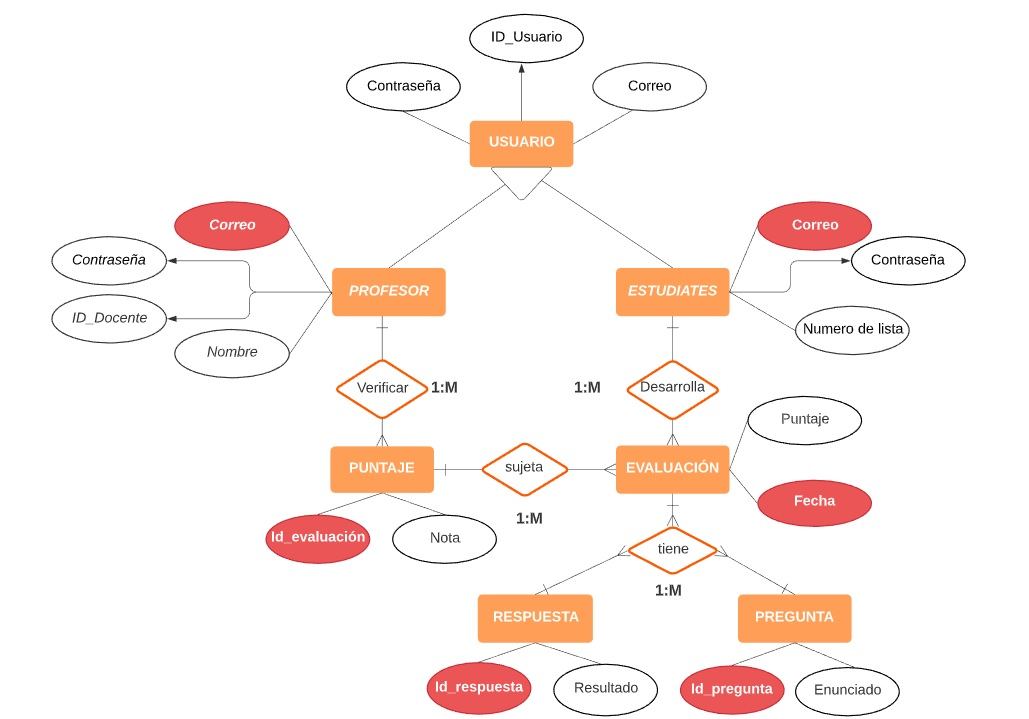 ID_Usuario
Contraseña
Correo
USUARIO
Correo
Contraseña
ID_Docente
Nombre
PROFESOR
ESTUDIATES
Correo
Contraseña
Numero de lista
Verificar
1:M
1:M
Desarrolla
Puntaje
PUNTAJE
sujeta
EVALUACIÓN
Fecha
1:M
Id_evaluación
Nota
tiene
1:M
RESPUESTA
PREGUNTA
Id_respuesta
Resultado
Id_pregunta
Enunciado